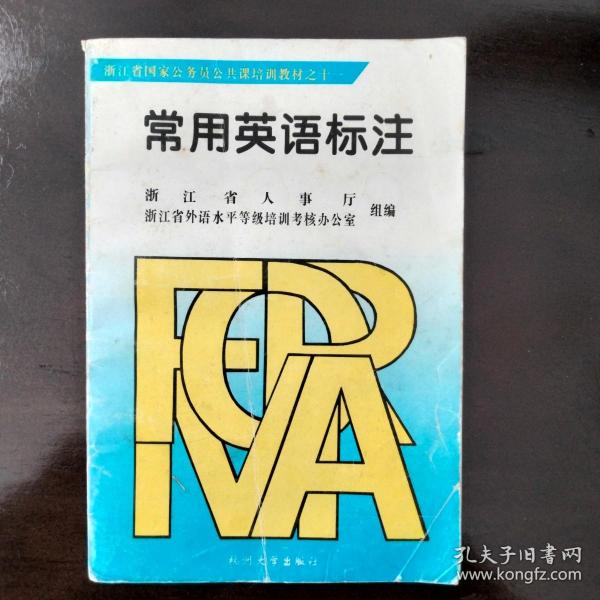 浙江省国家公务员公共课培训教材之十一
常用英语标注
浙江省人事厅
浙江省外语水平等级培训考核办公室
组编
杭州大学出版社
孔夫子旧书网
www.kongfz.com